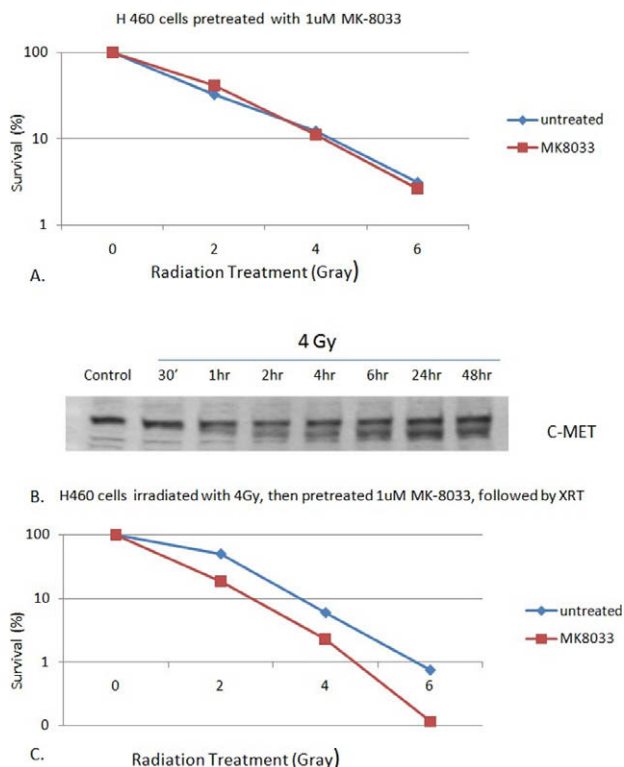 H 460 cells pretreated with 1uM MK-8033
100
10
1
Survival (%)
0 2 4 6
Radiation Treatment (Gray)
untreated
MK8033
A.
4 Gy
Control 30' 1hr 2hr 4hr 6hr 24hr 48hr
C-MET
B. H460 cells irradiated with 4Gy, then pretreated 1uM MK-8033, followed by XRT
100
10
1
0
Survival (%)
0 2 4 6
untreated
MK8033
C.
Radiation Treatment (Gray)